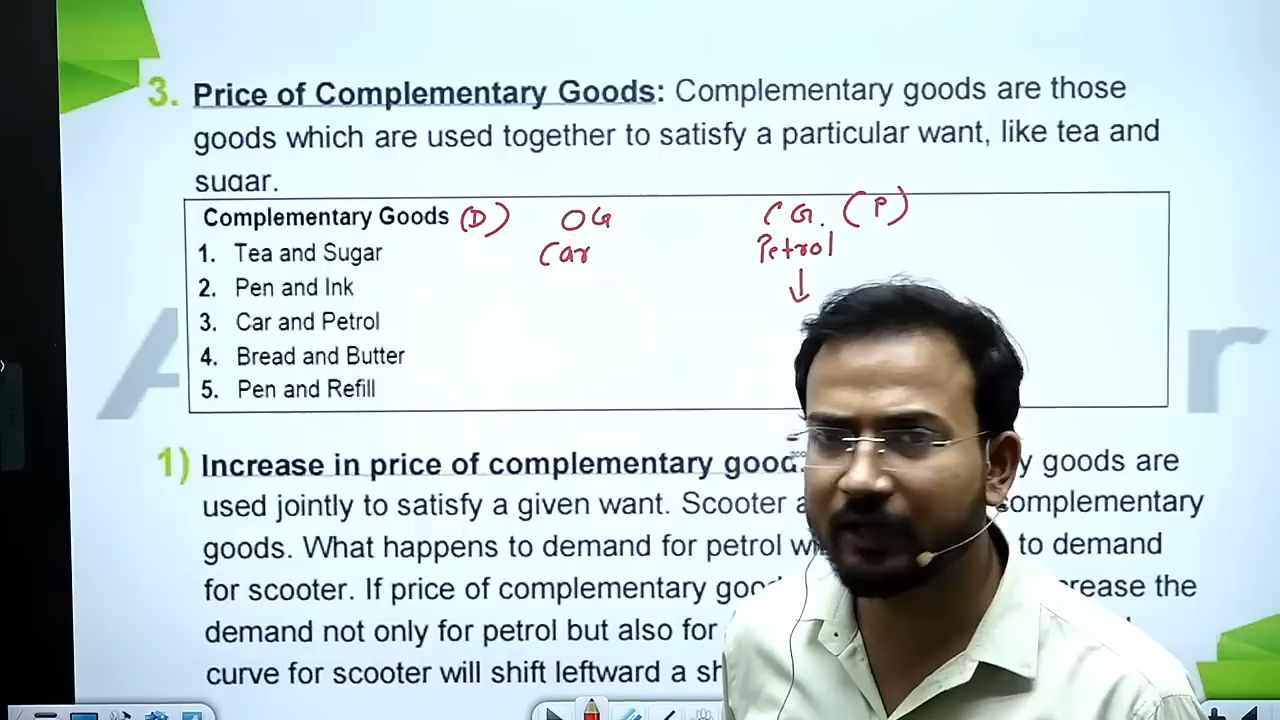 3. Price of Complementary Goods: Complementary goods are those
goods which are used together to satisfy a particular want, like tea and
sugar.
Complementary Goods (D) OG CG. (P)
1. Tea and Sugar Car Petrol
2. Pen and Ink ↓
3. Car and Petrol
4. Bread and Butter
5. Pen and Refill
1) Increase in price of complementary good y goods are
used jointly to satisfy a given want. Scooter complementary
goods. What happens to demand for petrol to demand
for scooter. If price of complementary the
demand not only for petrol but also for
curve for scooter will shift leftward a